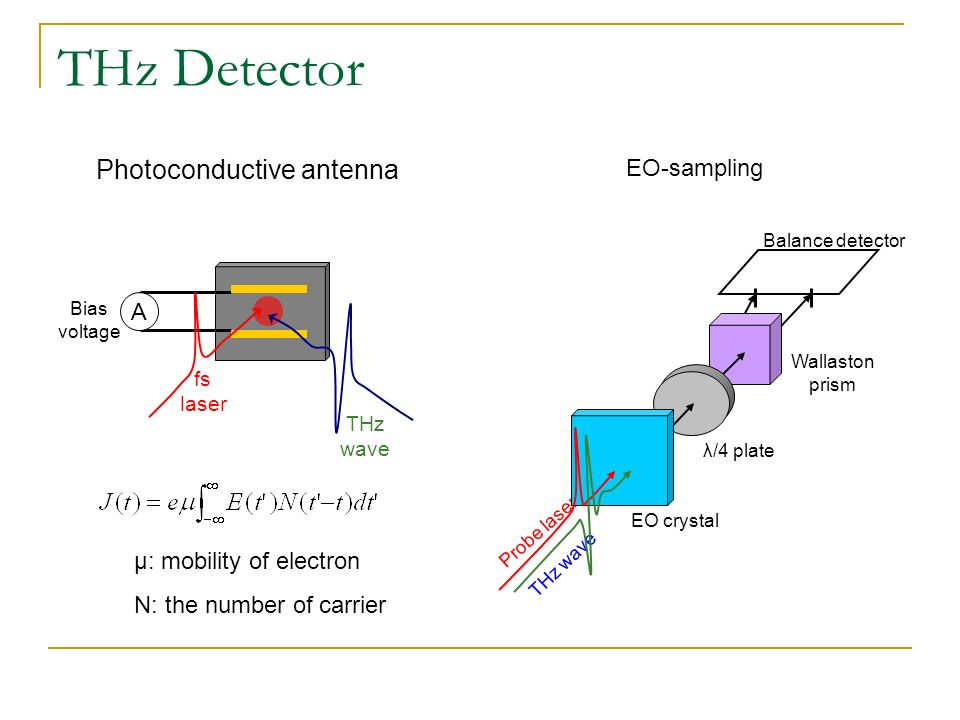 THz Detector
Photoconductive antenna
EO-sampling
Balance detector
Bias
voltage
A
fs
laser
THz
wave
Wallaston
prism
λ/4 plate
EO crystal
Probe laser
THz wave
J(t) = eμ∫_{-∞}^{∞} E(t')N(t'-t)dt'
μ: mobility of electron
N: the number of carrier